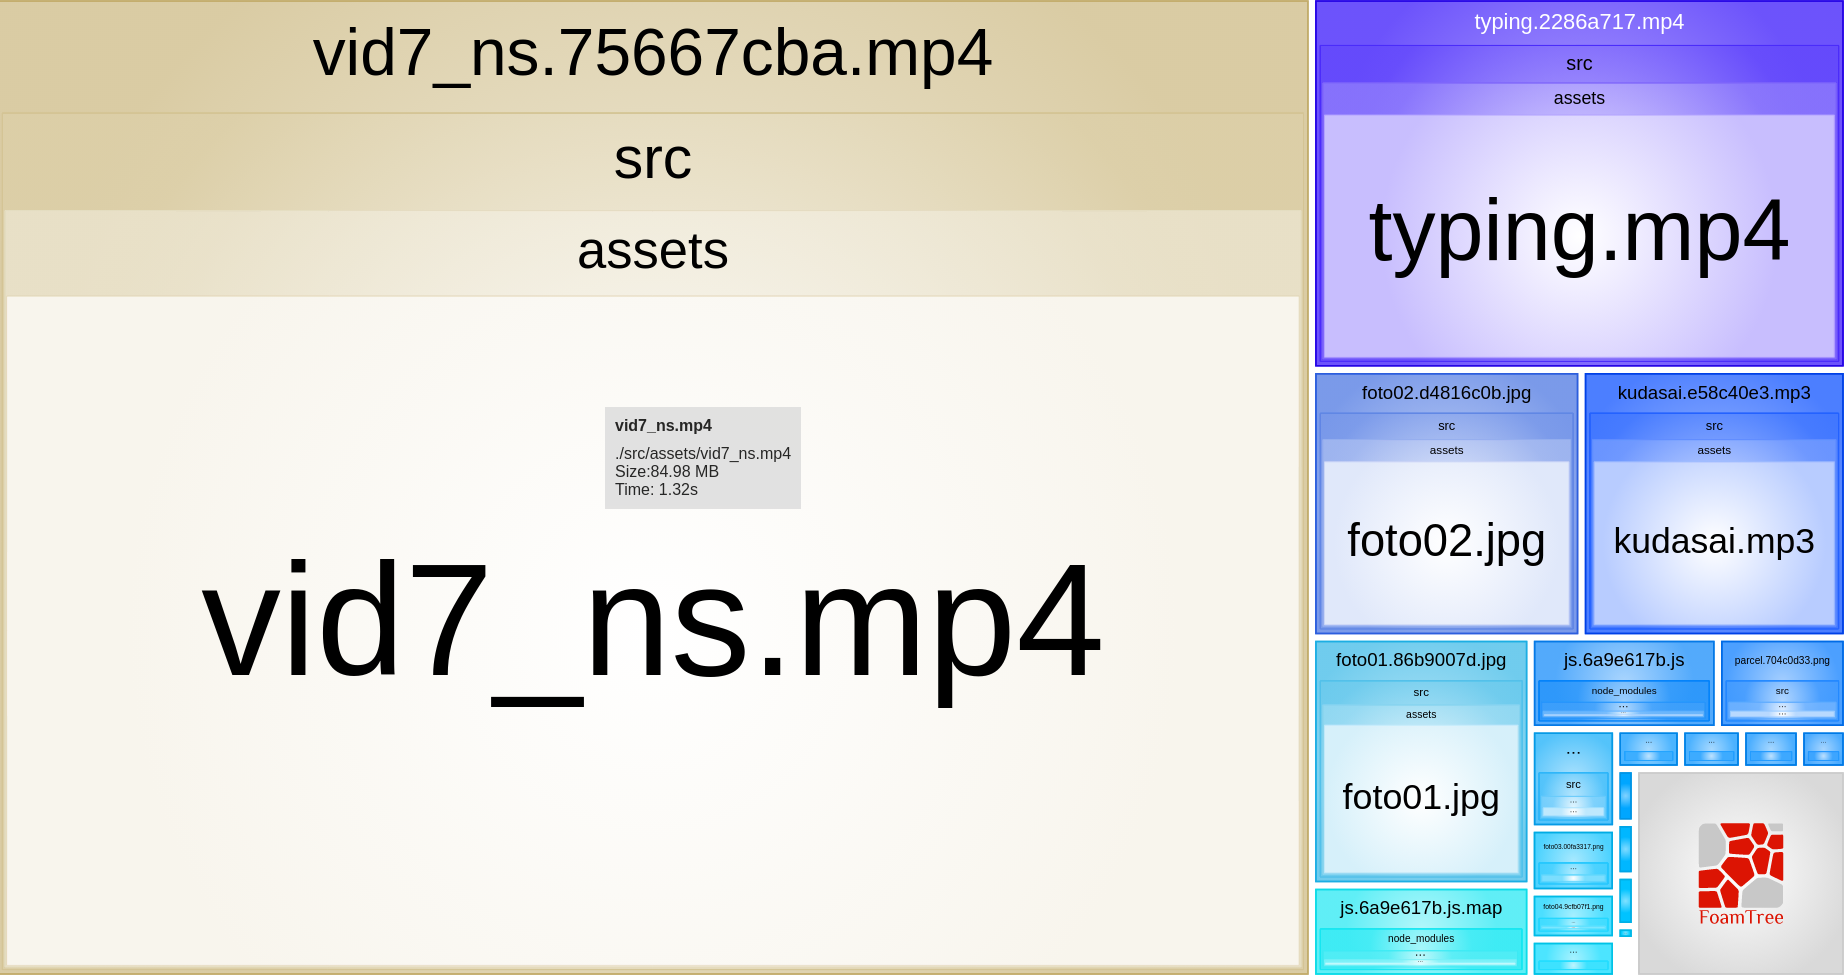 vid7_ns.75667cba.mp4
src
assets
vid7_ns.mp4
./src/assets/vid7_ns.mp4
Size:84.98 MB
Time: 1.32s
vid7_ns.mp4
typing.2286a717.mp4
src
assets
typing.mp4
foto02.d4816c0b.jpg
src
assets
foto02.jpg
kudasai.e58c40e3.mp3
src
assets
kudasai.mp3
foto01.86b9007d.jpg
src
assets
foto01.jpg
js.6a9e617b.js
node_modules
...
parcel.704c0d33.png
src
...
...
...
src
...
...
...
...
...
...
foto03.00fa3317.png
...
foto04.9cfb07f1.png
...
js.6a9e617b.js.map
node_modules
...
...
FoamTree